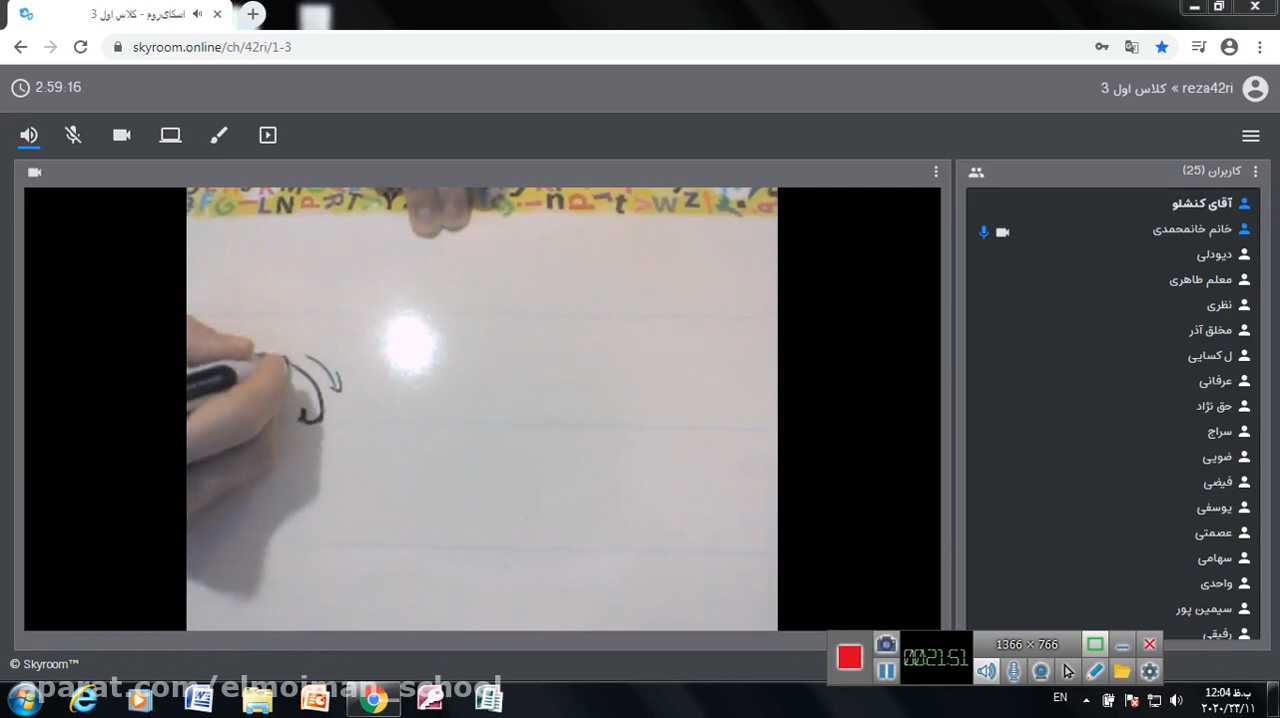 اسکای‌روم - کلاس اول 3
skyroom.online/ch/42ri/1-3
2:59:16
reza42ri » کلاس اول 3
کاربران (25)
آقای کنشلو
خانم خانمحمدی
دیودلی
معلم طاهری
نظری
مخلق آذر
ل کسایی
عرفانی
حق نژاد
سراج
ضویی
فیضی
یوسفی
عصمتی
سهامی
واحدی
سیمین پور
رفیقی
1366 × 766
00:21:51
© Skyroom™
aparat.com/elmoiman_school
EN
12:04 ب.ظ